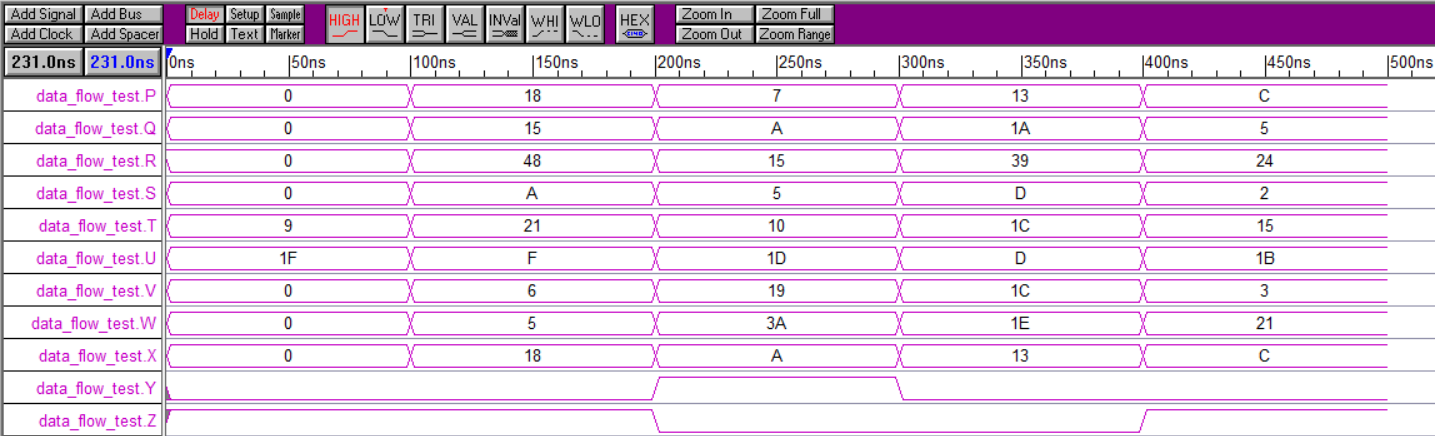 Add Signal Add Bus Delay Setup Sample HIGH LOW TRI VAL INVal WHI WLO HEX Zoom In Zoom Full
Add Clock Add Spacer Hold Text Marker Zoom Out Zoom Range
231.0ns 231.0ns 0ns 50ns 100ns 150ns 200ns 250ns 300ns 350ns 400ns 450ns 500ns
data_flow_test.P 0 18 7 13 C
data_flow_test.Q 0 15 A 1A 5
data_flow_test.R 0 48 15 39 24
data_flow_test.S 0 A 5 D 2
data_flow_test.T 9 21 10 1C 15
data_flow_test.U 1F F 1D D 1B
data_flow_test.V 0 6 19 1C 3
data_flow_test.W 0 5 3A 1E 21
data_flow_test.X 0 18 A 13 C
data_flow_test.Y
data_flow_test.Z